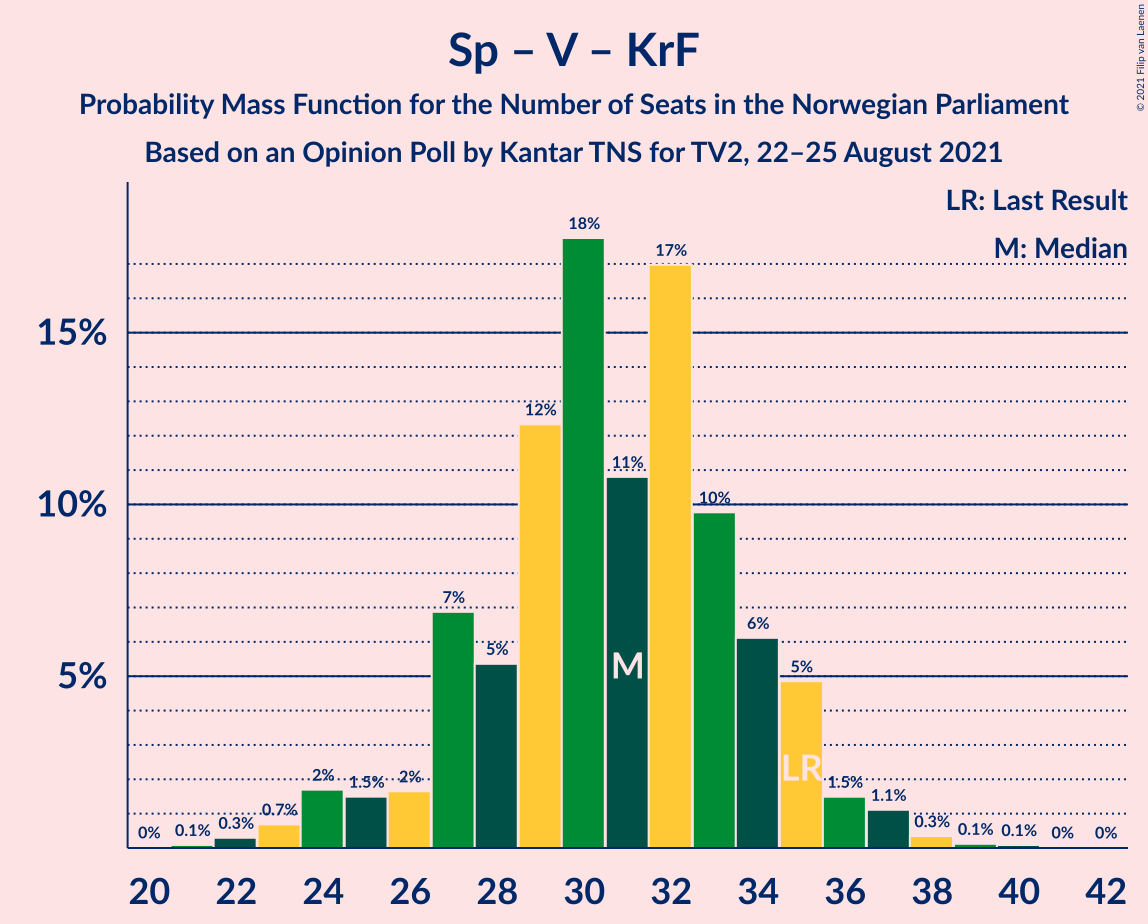 Sp – V – KrF
Probability Mass Function for the Number of Seats in the Norwegian Parliament
Based on an Opinion Poll by Kantar TNS for TV2, 22–25 August 2021
© 2021 Filip van Laenen
LR: Last Result
M: Median
15%
10%
5%
0% 0.1% 0.3% 0.7% 2% 1.5% 2% 7% 5% 12% 18% 11% 17% 10% 6% 5% 1.5% 1.1% 0.3% 0.1% 0.1% 0% 0%
M
LR
20 22 24 26 28 30 32 34 36 38 40 42